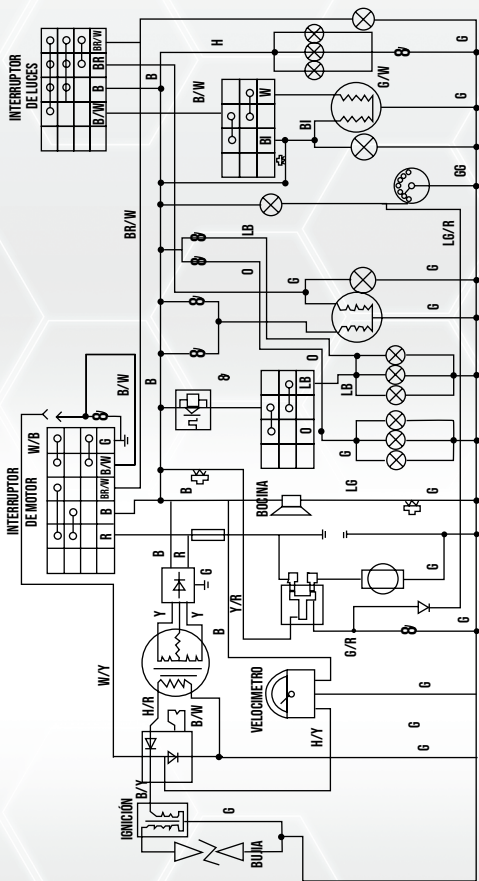 INTERRUPTOR
DE MOTOR
INTERRUPTOR
DE LUCES
W/B
R
B
BR/W
B/W
G
B/W
B
BR
BR/W
B/W
W/Y
BR/W
IGNICIÓN
B/Y
H/R
B/W
Y
Y
B
R
G
B
B
B
G
B
Y/R
B/W
H
BUJIA
VELOCIMETRO
BOCINA
O
LB
O
LB
BI
W
H/Y
G/R
LG
G
LB
O
G
BI
G/W
G
G
G
G
G
G
G
G
LG/R
GG
G
G